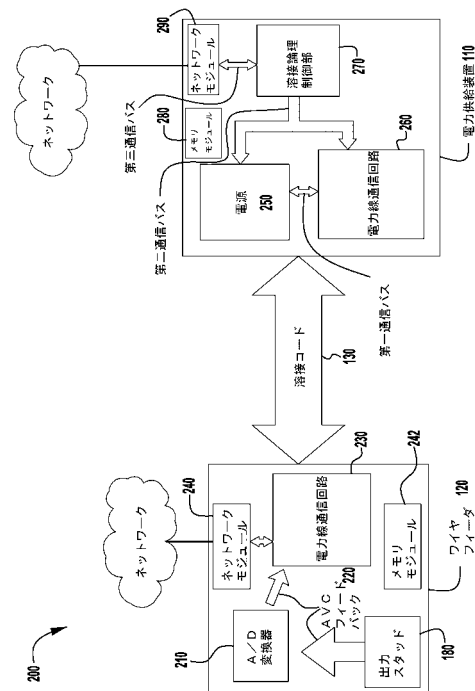 200
ネットワーク
240
ネットワーク
モジュール
210
A/D
変換器
230
電力線通信回路
220
AVC
フィード
バック
メモリ
モジュール
242
出力
スタッド
180
120
ワイヤ
フィーダ
溶接コード
130
ネットワーク
第三通信バス
290
ネットワーク
モジュール
280
メモリ
モジュール
第二通信バス
溶接論理
制御部
270
電源
250
260
電力線通信回路
第一通信バス
110
電力供給装置